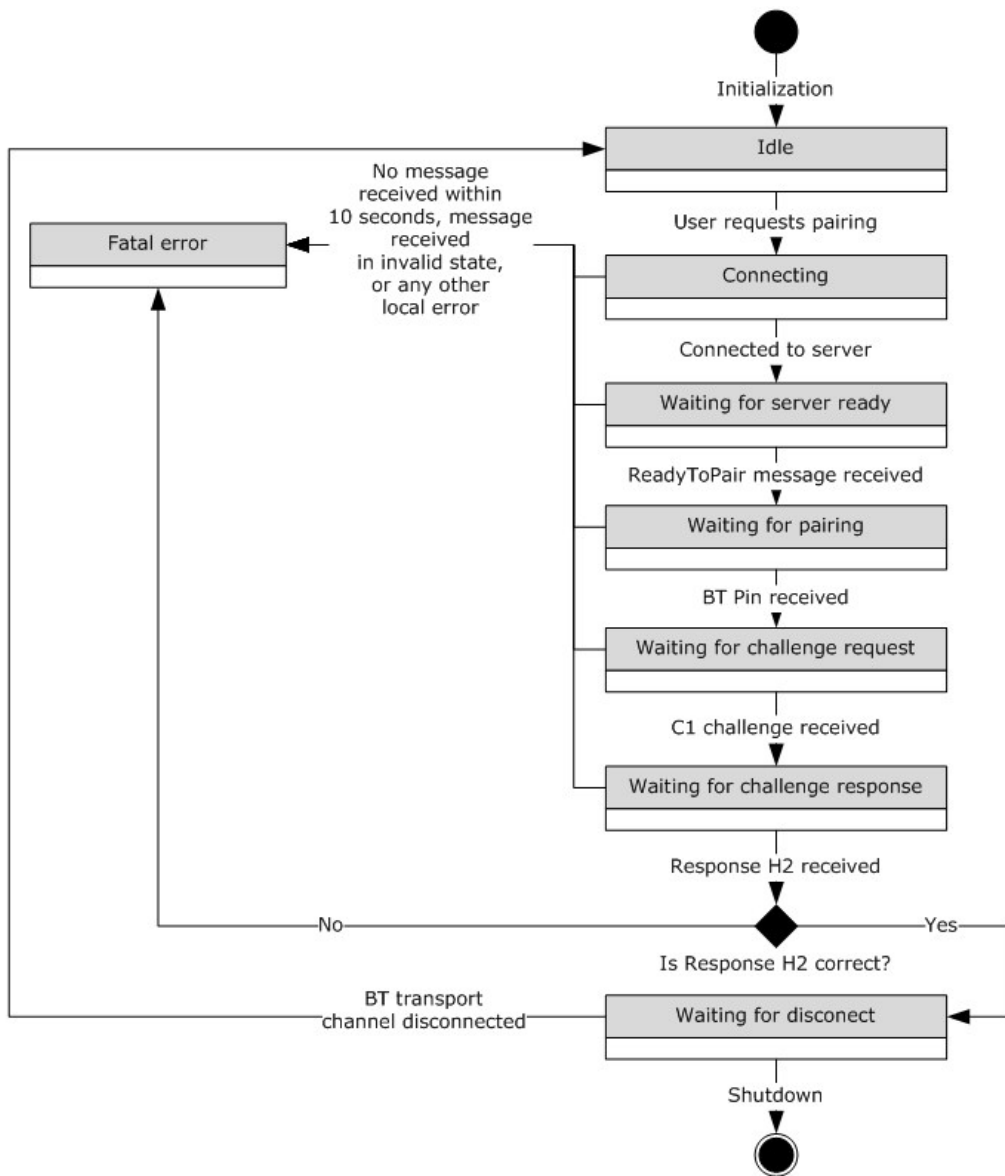 Initialization
Idle
No message
received within
10 seconds, message
received
in invalid state,
or any other
local error
User requests pairing
Fatal error
Connecting
Connected to server
Waiting for server ready
ReadyToPair message received
Waiting for pairing
BT Pin received
Waiting for challenge request
C1 challenge received
Waiting for challenge response
Response H2 received
No
Yes
Is Response H2 correct?
BT transport
channel disconnected
Waiting for disconect
Shutdown